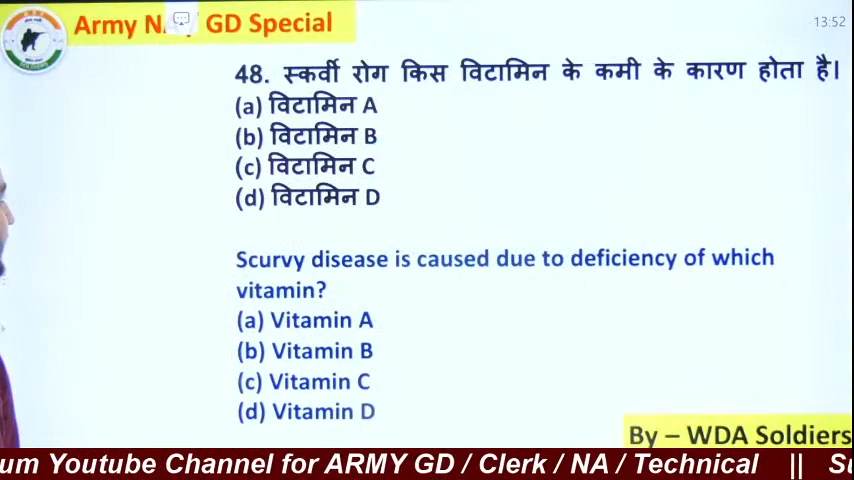 Army N GD Special
13:52
48. स्कर्वी रोग किस विटामिन के कमी के कारण होता है।
(a) विटामिन A
(b) विटामिन B
(c) विटामिन C
(d) विटामिन D
Scurvy disease is caused due to deficiency of which
vitamin?
(a) Vitamin A
(b) Vitamin B
(c) Vitamin C
(d) Vitamin D
By – WDA Soldiers
um Youtube Channel for ARMY GD / Clerk / NA / Technical || Su